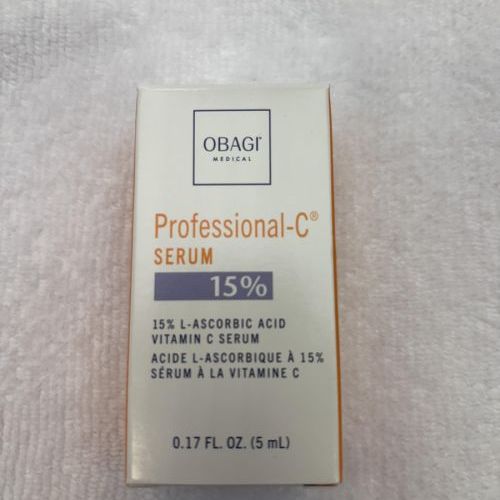 OBAGI
MEDICAL
Professional-C®
SERUM
15%
15% L-ASCORBIC ACID
VITAMIN C SERUM
ACIDE L-ASCORBIQUE À 15%
SÉRUM À LA VITAMINE C
0.17 FL. OZ. (5 mL)